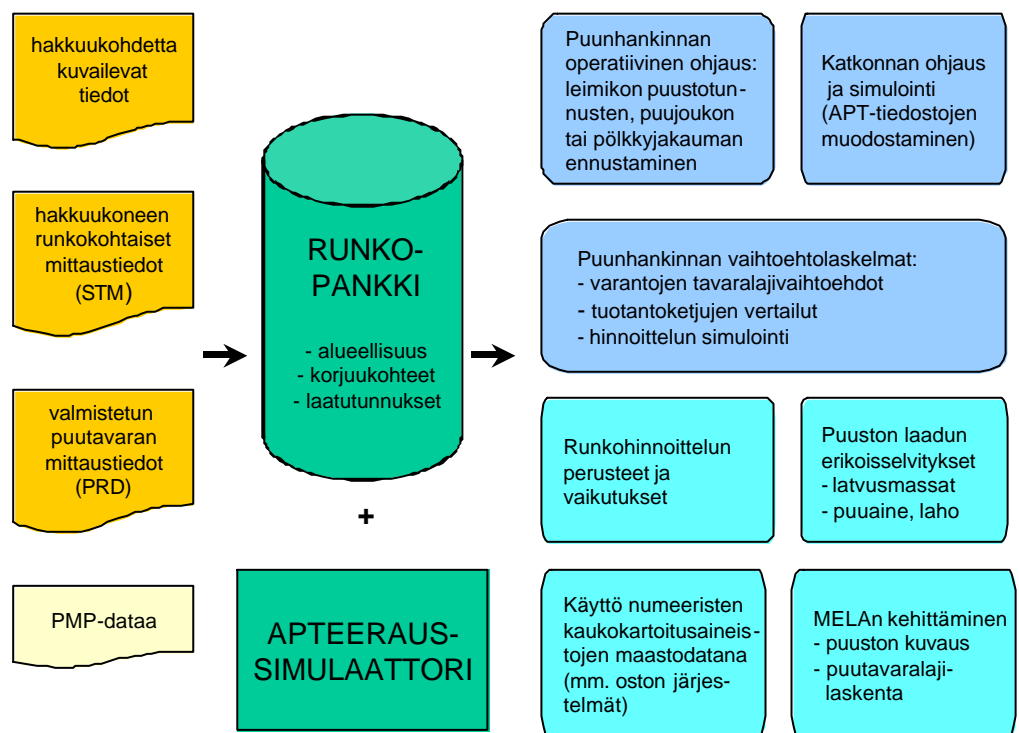 hakkuukohdetta
kuvailevat
tiedot
hakkuukoneen
runkokohtaiset
mittaustiedot
(STM)
valmistetun
puutavaran
mittaustiedot
(PRD)
PMP-dataa
RUNKO-
PANKKI
- alueellisuus
- korjuukohteet
- laatutunnukset
+
APTEERAUS-
SIMULAATTORI
Puunhankinnan
operatiivinen ohjaus:
leimikon puustotun-
nusten, puujoukon
tai pölkkyjakauman
ennustaminen
Katkonnan ohjaus
ja simulointi
(APT-tiedostojen
muodostaminen)
Puunhankinnan vaihtoehtolaskelmat:
- varantojen tavaralajivaihtoehdot
- tuotantoketjujen vertailut
- hinnoittelun simulointi
Runkohinnoittelun
perusteet ja
vaikutukset
Puuston laadun
erikoisselvitykset
- latvusmassat
- puuaine, laho
Käyttö numeeristen
kaukokartoitusaineis-
tojen maastodatana
(mm. oston järjes-
telmät)
MELAn kehittäminen
- puuston kuvaus
- puutavaralaji-
laskenta